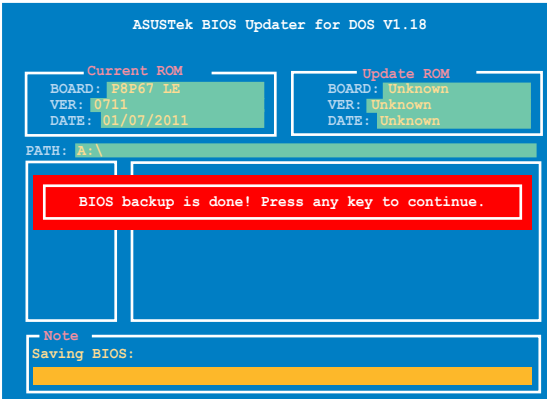 ASUSTek BIOS Updater for DOS V1.18
Current ROM
BOARD: P8P67 LE
VER: 0711
DATE: 01/07/2011
Update ROM
BOARD: Unknown
VER: Unknown
DATE: Unknown
PATH: A:\
BIOS backup is done! Press any key to continue.
Note
Saving BIOS: